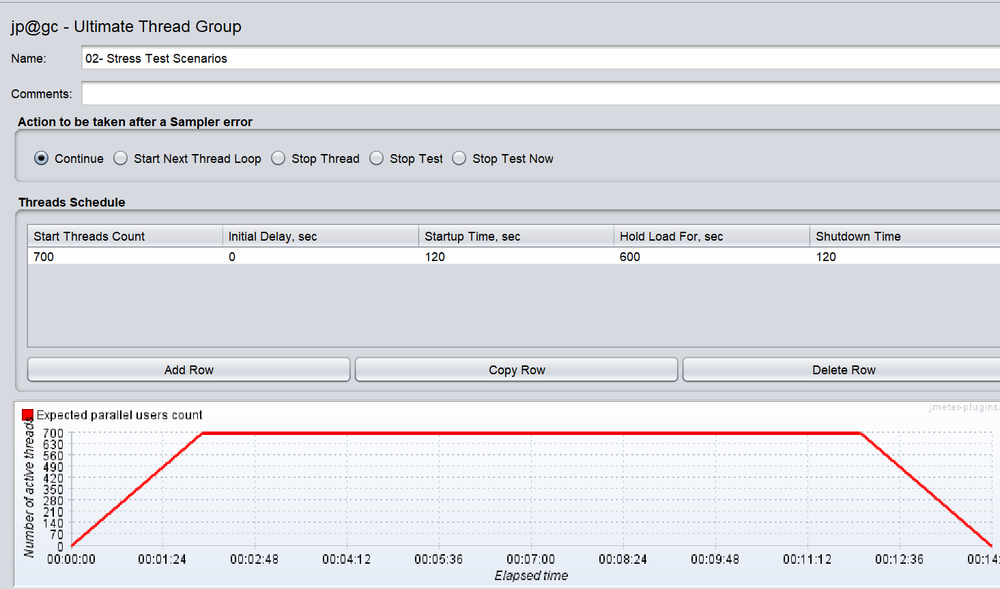 jp@gc - Ultimate Thread Group
Name: 02- Stress Test Scenarios
Comments:
Action to be taken after a Sampler error
Continue Start Next Thread Loop Stop Thread Stop Test Stop Test Now
Threads Schedule
Start Threads Count Initial Delay, sec Startup Time, sec Hold Load For, sec Shutdown Time
700 0 120 600 120
Add Row Copy Row Delete Row
jmeter-plugins.
Expected parallel users count
Number of active threads
700
630
560
490
420
350
280
210
140
70
0
00:00:00 00:01:24 00:02:48 00:04:12 00:05:36 00:07:00 00:08:24 00:09:48 00:11:12 00:12:36 00:14:
Elapsed time